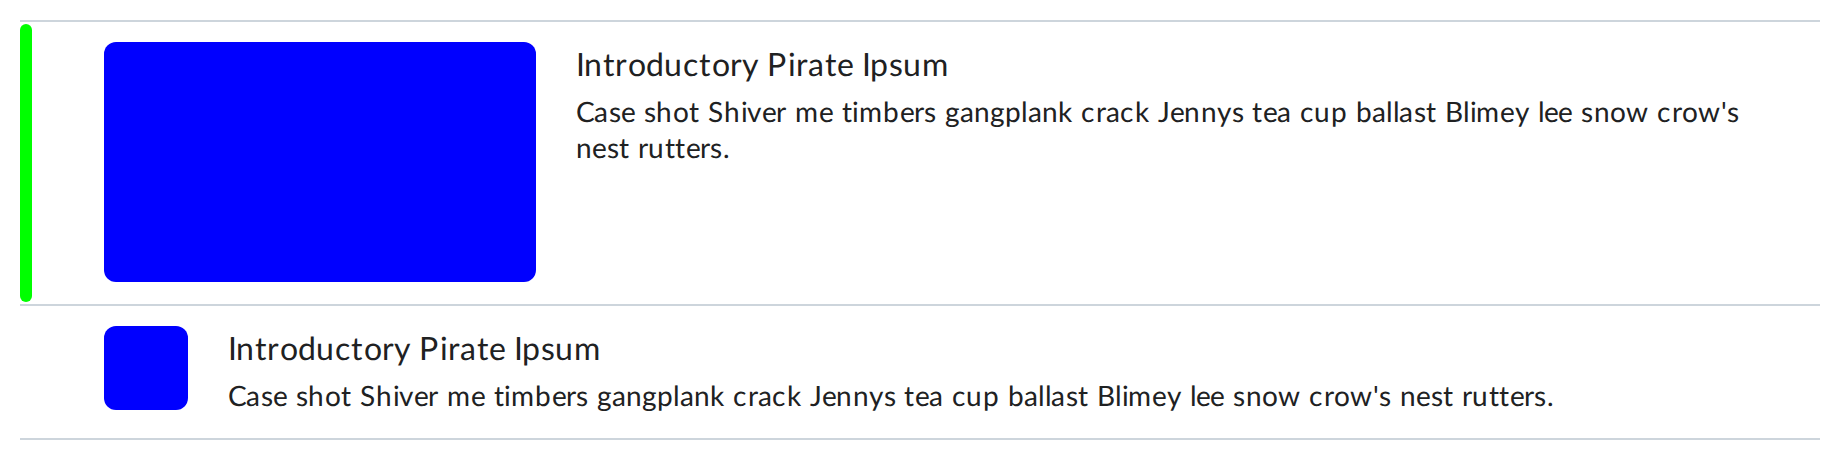 Introductory Pirate Ipsum
Case shot Shiver me timbers gangplank crack Jennys tea cup ballast Blimey lee snow crow's
nest rutters.
Introductory Pirate Ipsum
Case shot Shiver me timbers gangplank crack Jennys tea cup ballast Blimey lee snow crow's nest rutters.